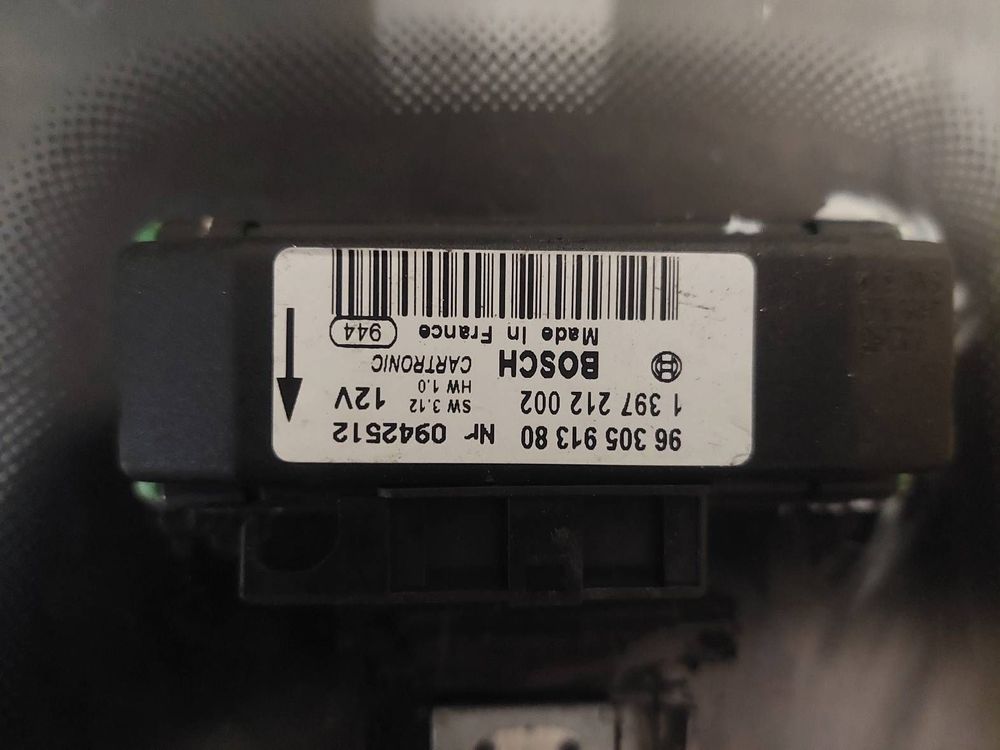 96 305 913 80 Nr 0942512
1 397 212 002 SW 3.12 12V
HW 1.0
BOSCH CARTRONIC
Made In France 944